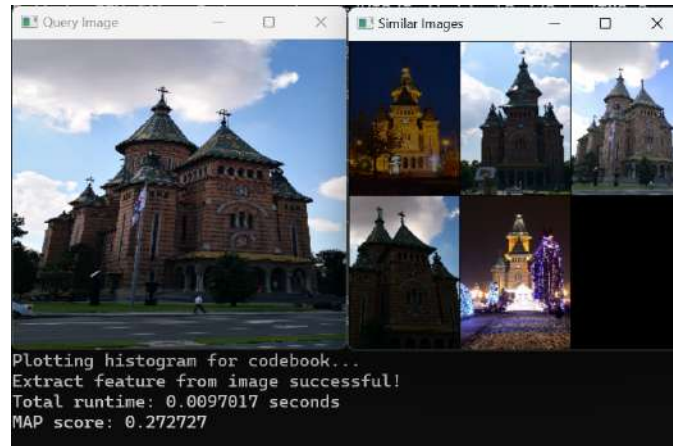 Query Image
Similar Images
Plotting histogram for codebook...
Extract feature from image successful!
Total runtime: 0.0097017 seconds
MAP score: 0.272727